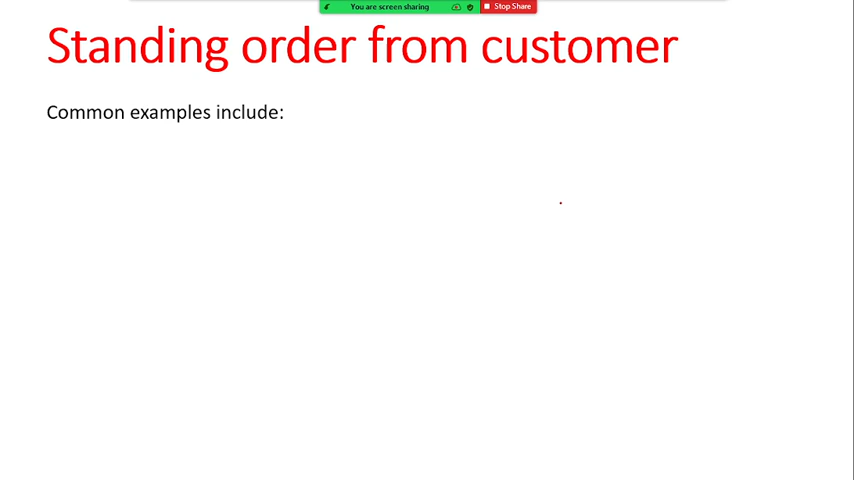 You are screen sharing
Stop Share
Standing order from customer
Common examples include: